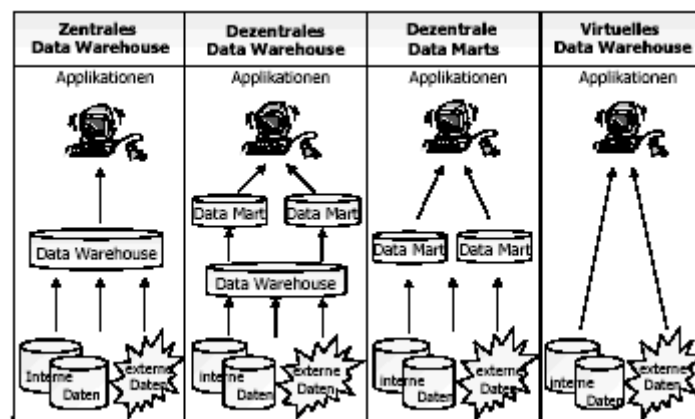 Zentrales
Data Warehouse
Applikationen
Data Warehouse
Interne
Daten
externe
Daten
Dezentrales
Data Warehouse
Applikationen
Data Mart
Data Mart
Data Warehouse
interne
Daten
externe
Daten
Dezentrale
Data Marts
Applikationen
Data Mart
Data Mart
interne
Daten
externe
Daten
Virtuelles
Data Warehouse
Applikationen
interne
Daten
externe
Daten